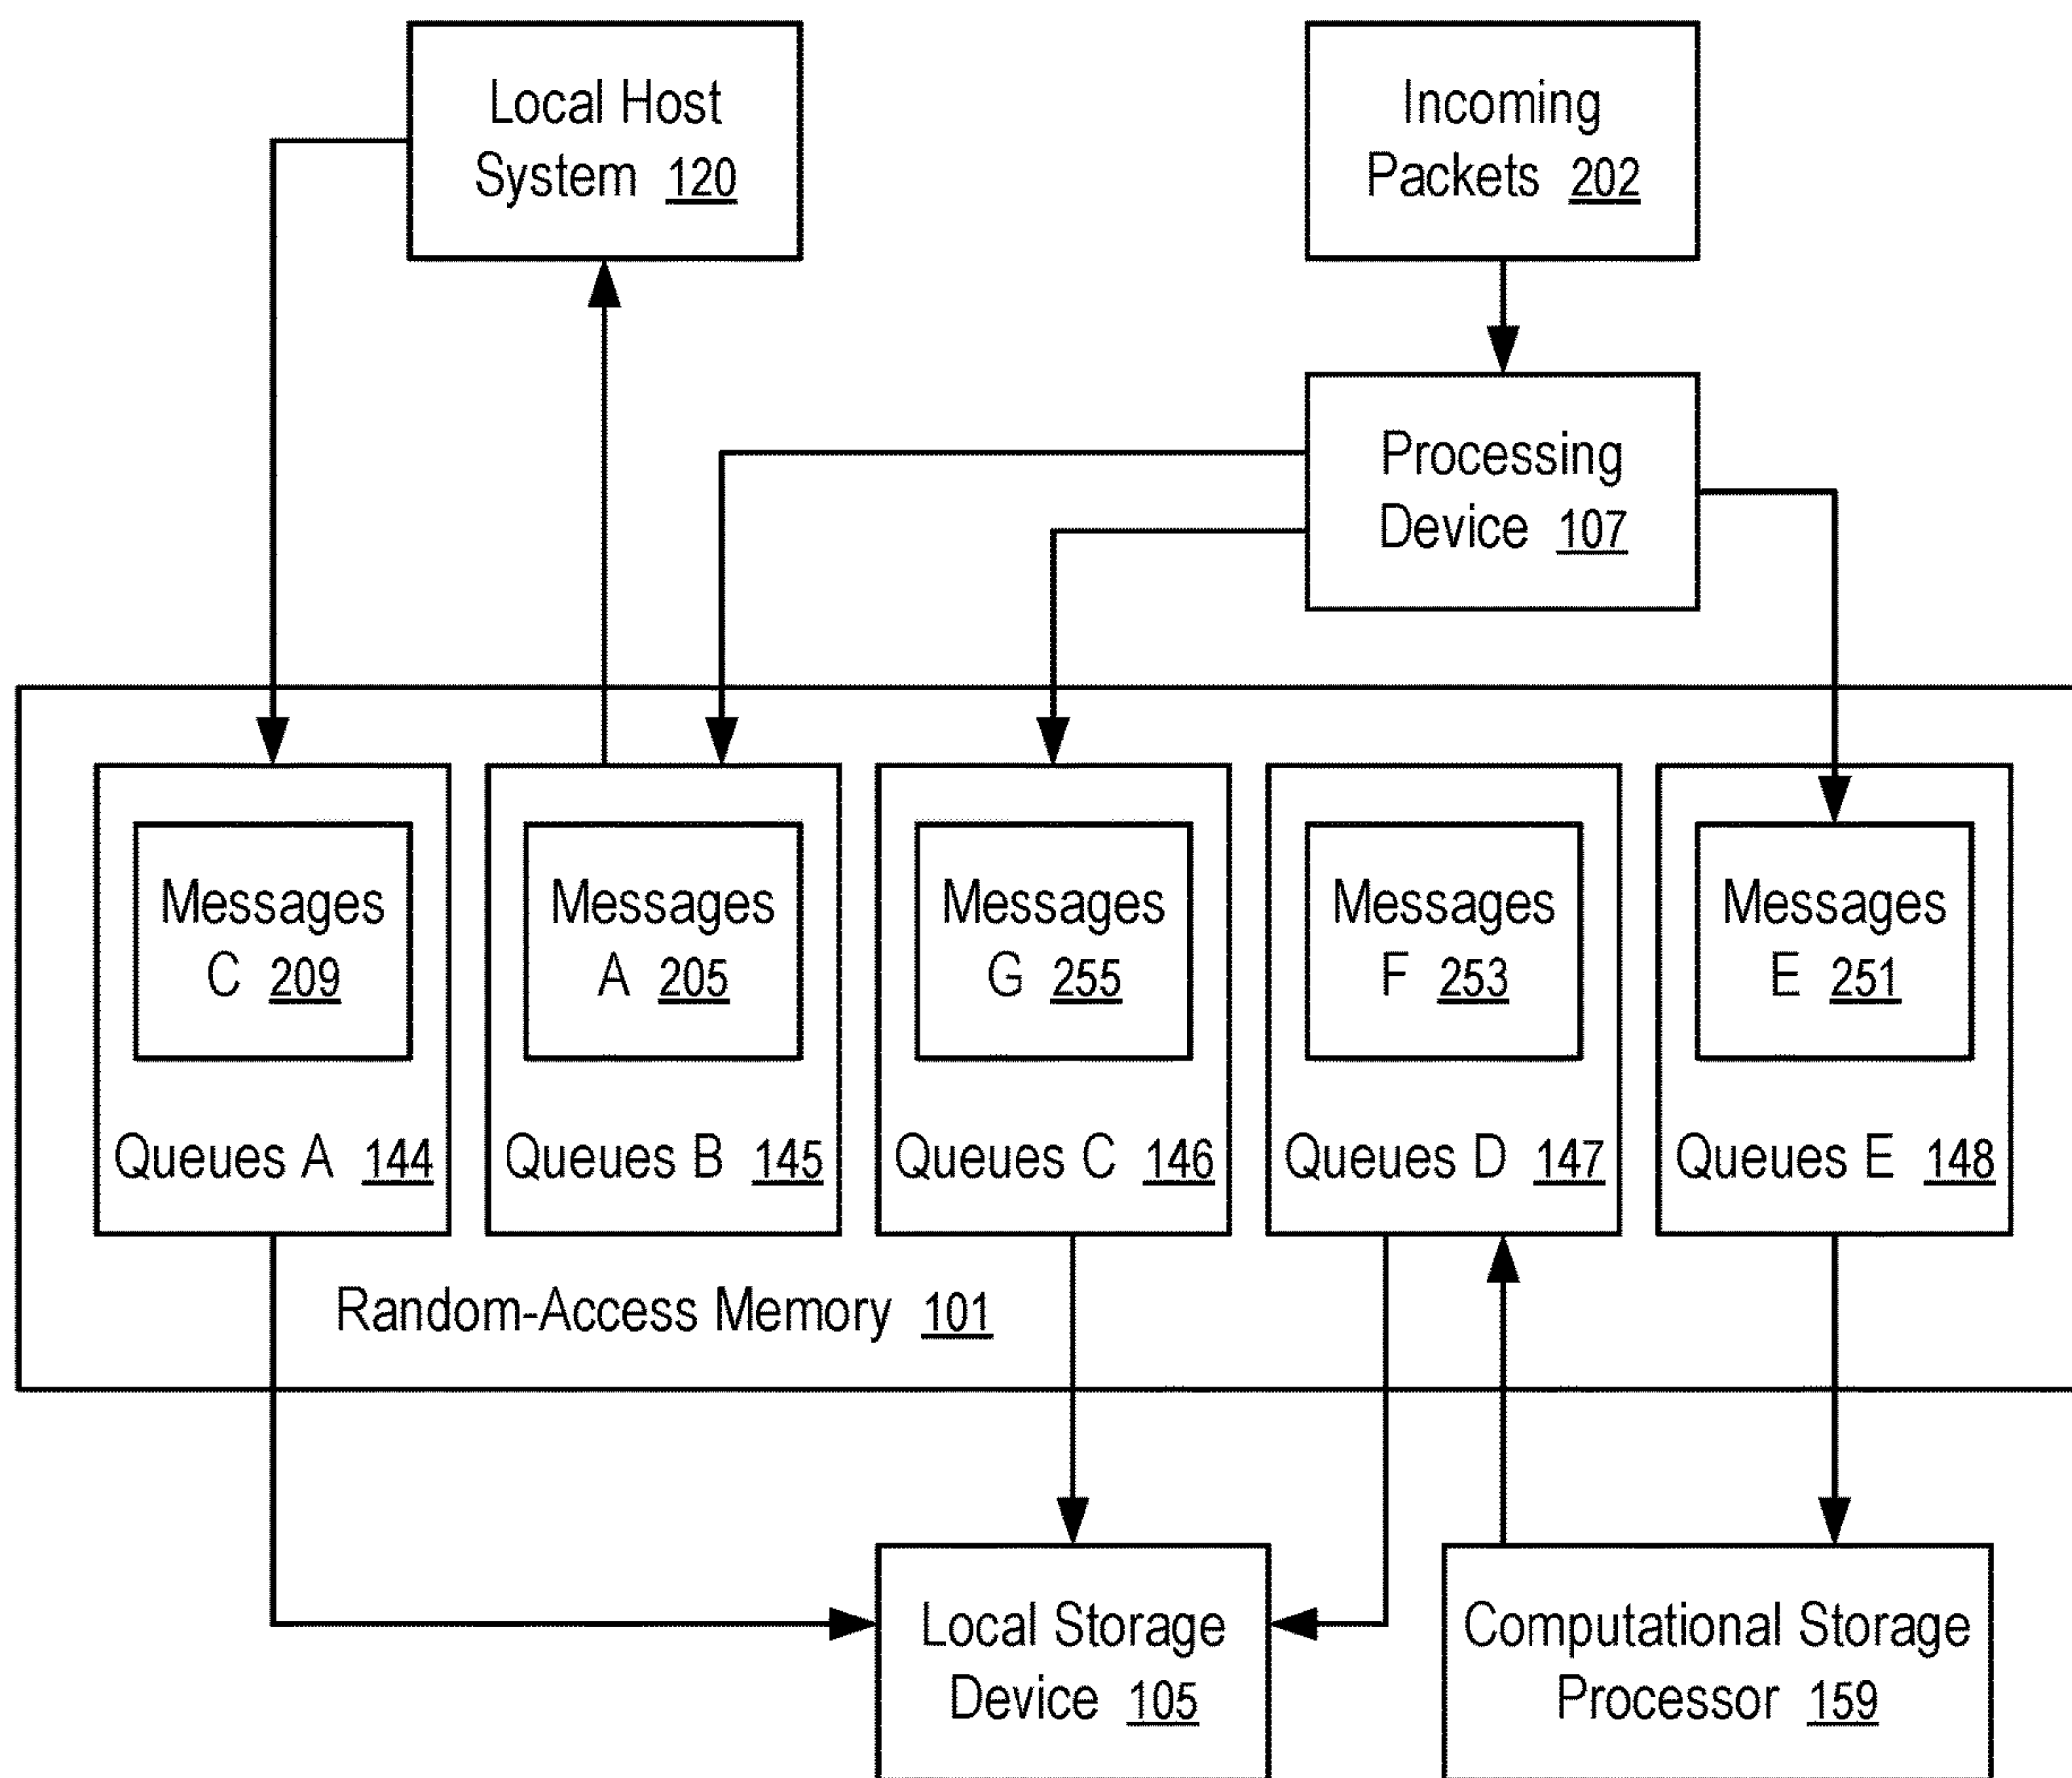 Local Host
System 120
Incoming
Packets 202
Processing
Device 107
Messages
C 209
Queues A 144
Messages
A 205
Queues B 145
Messages
G 255
Queues C 146
Messages
F 253
Queues D 147
Messages
E 251
Queues E 148
Random-Access Memory 101
Local Storage
Device 105
Computational Storage
Processor 159